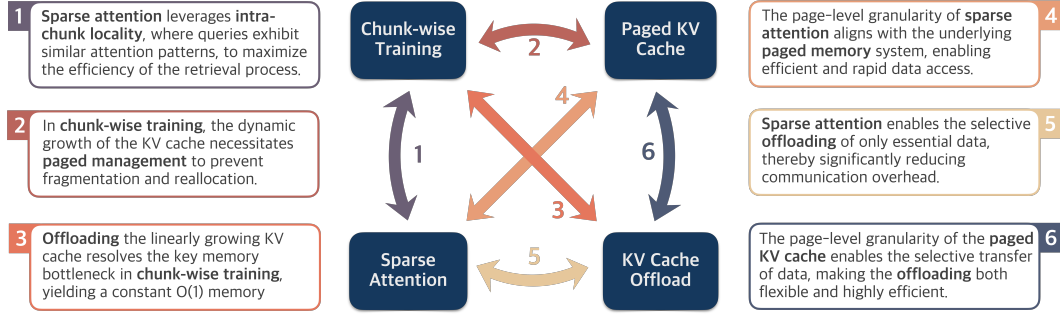 1
Sparse attention leverages intra-
chunk locality, where queries exhibit
similar attention patterns, to maximize
the efficiency of the retrieval process.
2
In chunk-wise training, the dynamic
growth of the KV cache necessitates
paged management to prevent
fragmentation and reallocation.
3
Offloading the linearly growing KV
cache resolves the key memory
bottleneck in chunk-wise training,
yielding a constant O(1) memory
Chunk-wise
Training
2
Paged KV
Cache
4
1
6
3
Sparse
Attention
5
KV Cache
Offload
4
The page-level granularity of sparse
attention aligns with the underlying
paged memory system, enabling
efficient and rapid data access.
5
Sparse attention enables the selective
offloading of only essential data,
thereby significantly reducing
communication overhead.
6
The page-level granularity of the paged
KV cache enables the selective transfer
of data, making the offloading both
flexible and highly efficient.